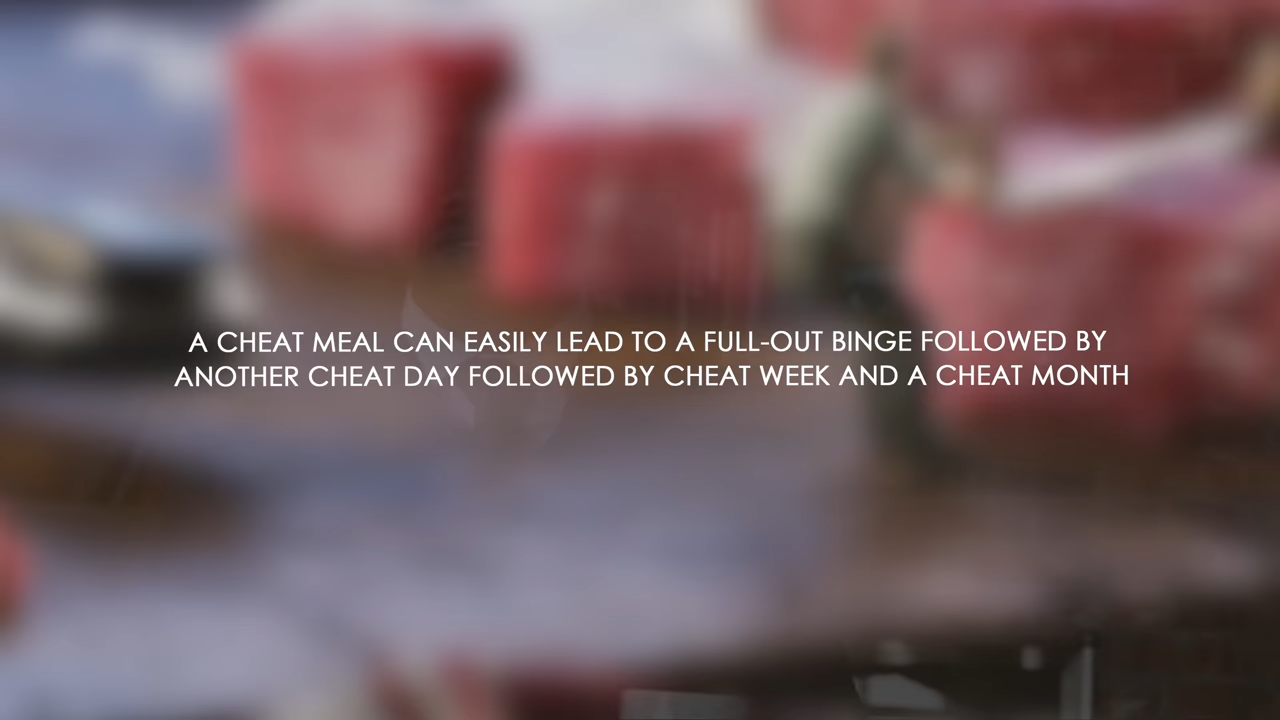 A CHEAT MEAL CAN EASILY LEAD TO A FULL-OUT BINGE FOLLOWED BY
ANOTHER CHEAT DAY FOLLOWED BY CHEAT WEEK AND A CHEAT MONTH